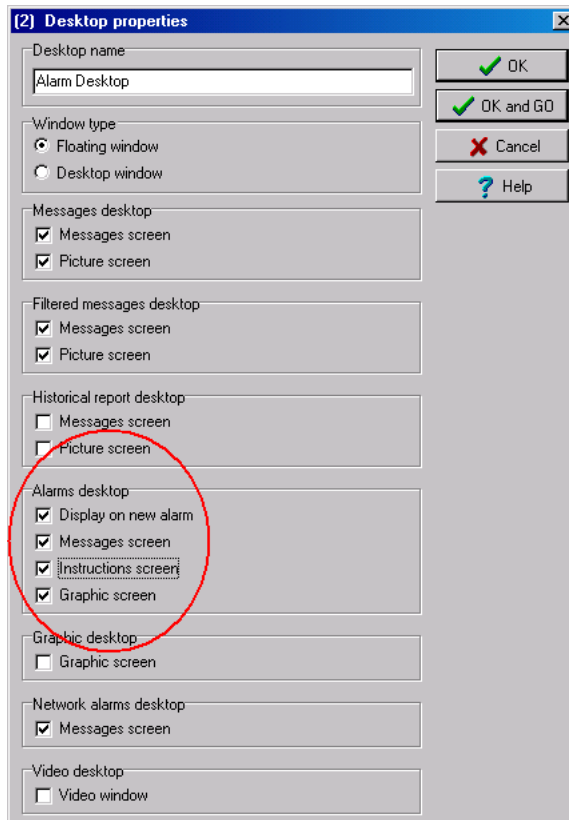 (2) Desktop properties
Desktop name
Alarm Desktop
OK
OK and GO
Cancel
Help
Window type
Floating window
Desktop window
Messages desktop
Messages screen
Picture screen
Filtered messages desktop
Messages screen
Picture screen
Historical report desktop
Messages screen
Picture screen
Alarms desktop
Display on new alarm
Messages screen
Instructions screen
Graphic screen
Graphic desktop
Graphic screen
Network alarms desktop
Messages screen
Video desktop
Video window